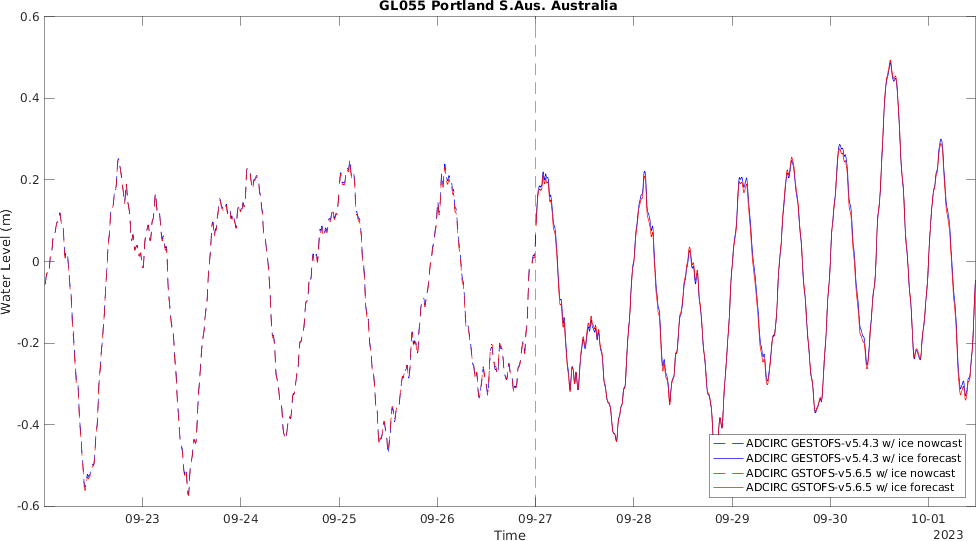 GL055 Portland S.Aus. Australia
0.6
0.4
0.2
0
-0.2
-0.4
-0.6
Water Level (m)
ADCIRC GESTOFS-v5.4.3 w/ ice nowcast
ADCIRC GESTOFS-v5.4.3 w/ ice forecast
ADCIRC GSTOFS-v5.6.5 w/ ice nowcast
ADCIRC GSTOFS-v5.6.5 w/ ice forecast
09-23 09-24 09-25 09-26 09-27 09-28 09-29 09-30 10-01
Time
2023